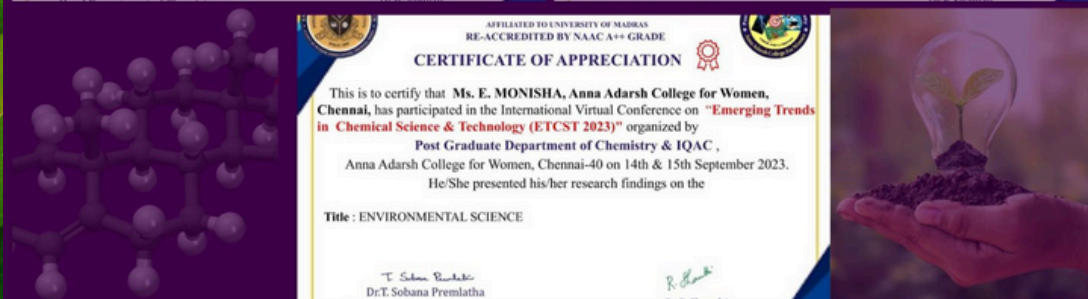 AFFILIATED TO UNIVERSITY OF MADRAS
RE-ACCREDITED BY NAAC A++ GRADE
CERTIFICATE OF APPRECIATION
This is to certify that Ms. E. MONISHA, Anna Adarsh College for Women,
Chennai, has participated in the International Virtual Conference on "Emerging Trends
in Chemical Science & Technology (ETCST 2023)" organized by
Post Graduate Department of Chemistry & IQAC ,
Anna Adarsh College for Women, Chennai-40 on 14th & 15th September 2023.
He/She presented his/her research findings on the
Title : ENVIRONMENTAL SCIENCE
Dr.T. Sobana Premlatha